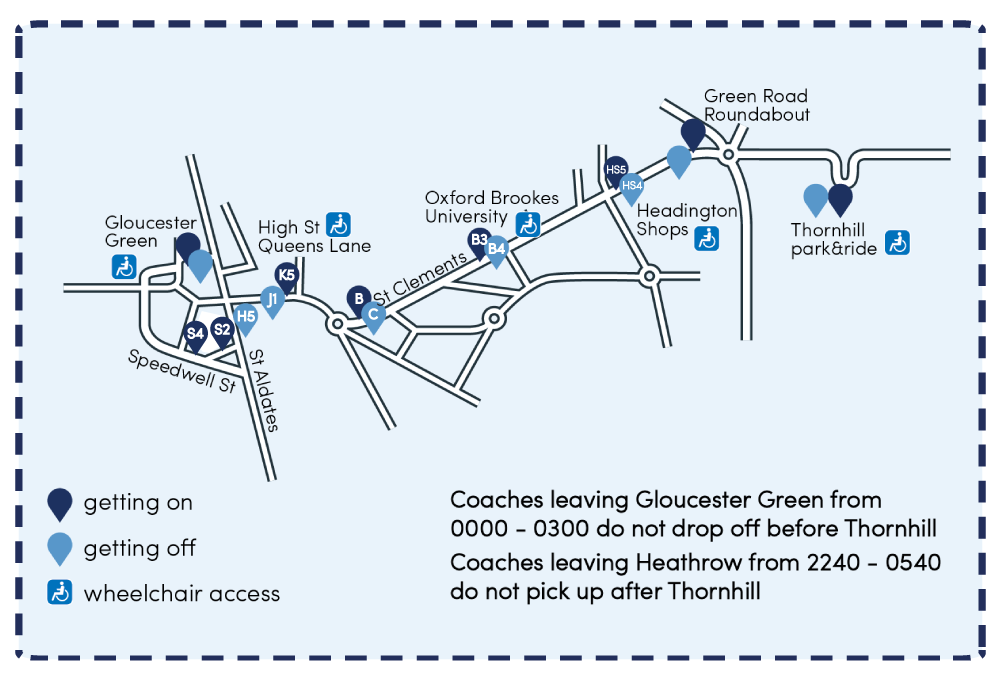 Green Road
Roundabout
HS5
HS4
Oxford Brookes
University
Headington
Shops
Gloucester
Green
High St
Queens Lane
Thornhill
park&ride
B3
B4
K5
St Clements
J1
B
C
H5
S4
S2
Speedwell St
St Aldates
getting on
getting off
wheelchair access
Coaches leaving Gloucester Green from
0000 - 0300 do not drop off before Thornhill
Coaches leaving Heathrow from 2240 - 0540
do not pick up after Thornhill